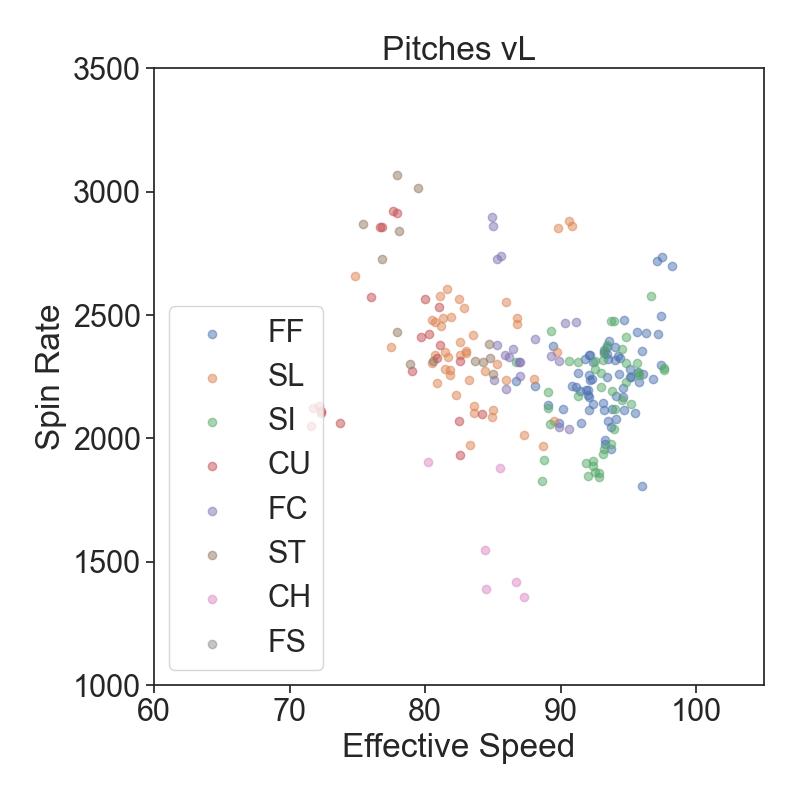 Pitches vL
3500
3000
2500
2000
1500
1000
Spin Rate
FF
SL
SI
CU
FC
ST
CH
FS
60 70 80 90 100
Effective Speed